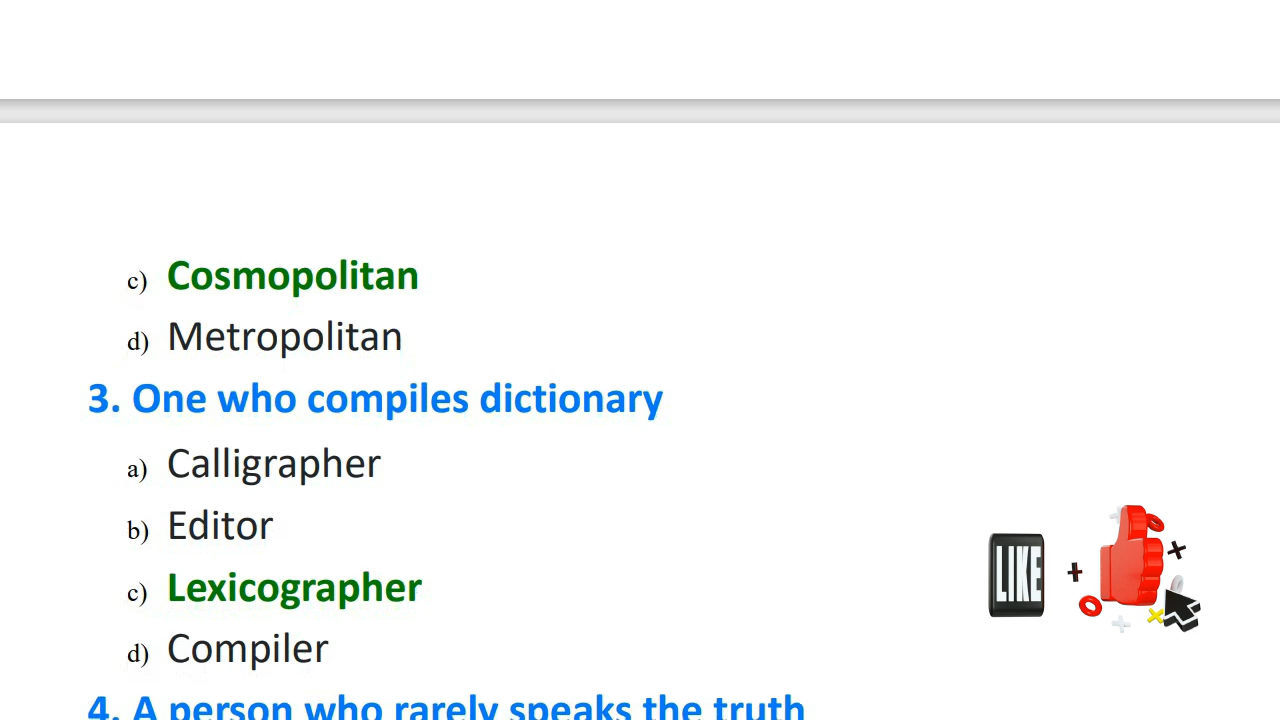 c) Cosmopolitan
d) Metropolitan
3. One who compiles dictionary
a) Calligrapher
b) Editor
c) Lexicographer
LIKE
d) Compiler
4. A person who rarely speaks the truth